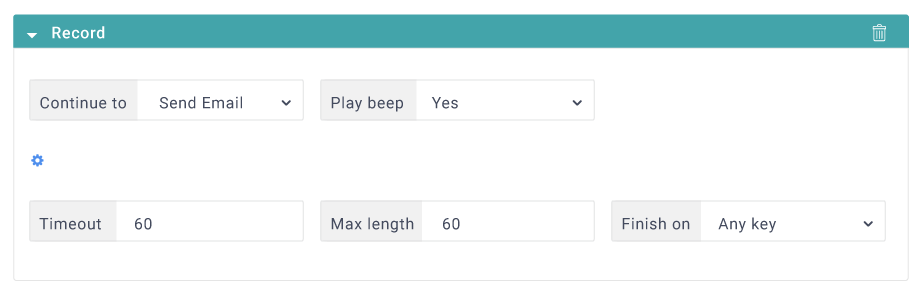 Record
Continue to Send Email Play beep Yes
Timeout 60 Max length 60 Finish on Any key